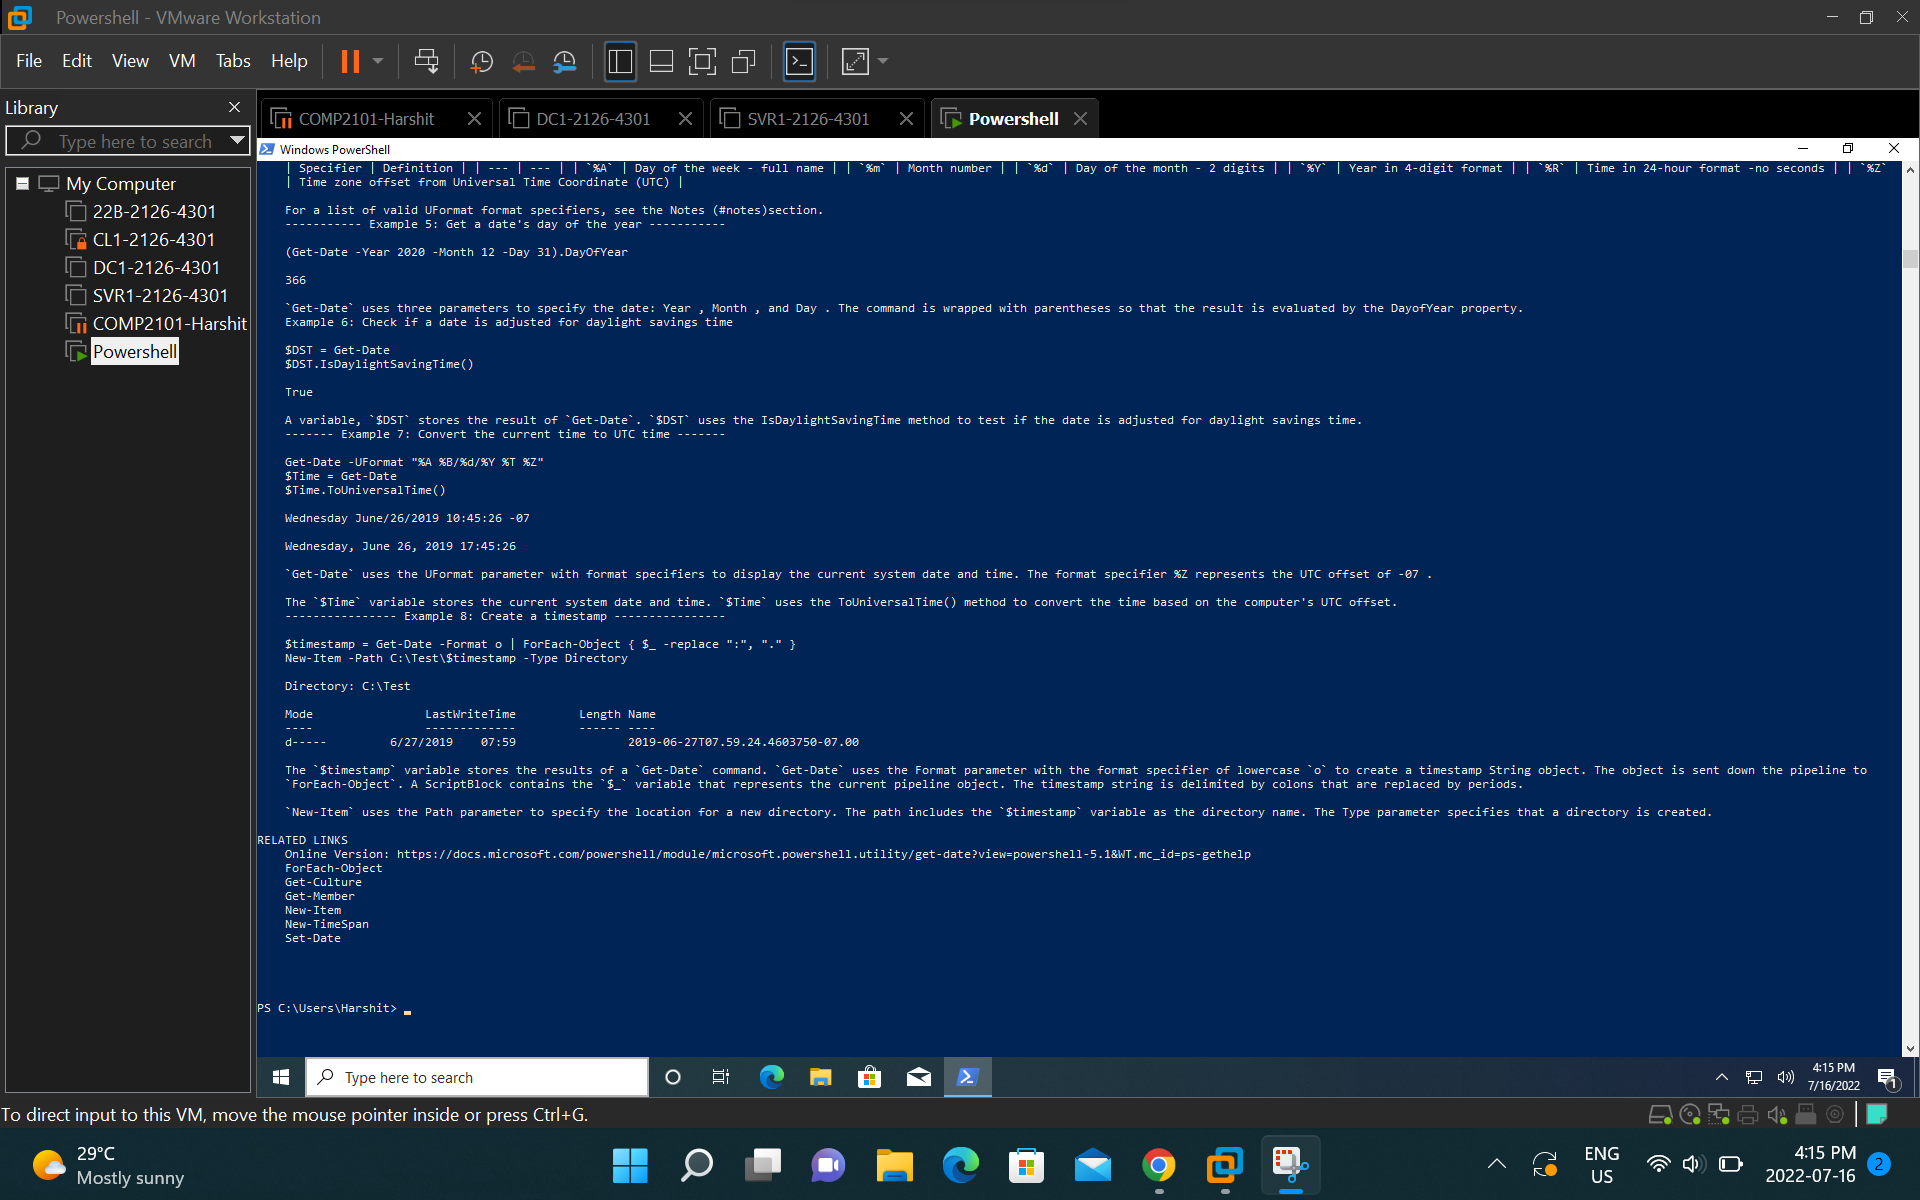 Powershell - VMware Workstation
File Edit View VM Tabs Help
Library
Type here to search
My Computer
22B-2126-4301
CL1-2126-4301
DC1-2126-4301
SVR1-2126-4301
COMP2101-Harshit
Powershell
COMP2101-Harshit DC1-2126-4301 SVR1-2126-4301 Powershell
Windows PowerShell
| Specifier | Definition | | --- | --- | | `%A` | Day of the week - full name | | `%m` | Month number | | `%d` | Day of the month - 2 digits | | `%Y` | Year in 4-digit format | | `%R` | Time in 24-hour format -no seconds | | `%Z`
| Time zone offset from Universal Time Coordinate (UTC) |
For a list of valid UFormat format specifiers, see the Notes (#notes)section.
----------- Example 5: Get a date's day of the year -----------
(Get-Date -Year 2020 -Month 12 -Day 31).DayOfYear
366
`Get-Date` uses three parameters to specify the date: Year , Month , and Day . The command is wrapped with parentheses so that the result is evaluated by the DayofYear property.
Example 6: Check if a date is adjusted for daylight savings time
$DST = Get-Date
$DST.IsDaylightSavingTime()
True
A variable, `$DST` stores the result of `Get-Date`. `$DST` uses the IsDaylightSavingTime method to test if the date is adjusted for daylight savings time.
------- Example 7: Convert the current time to UTC time -------
Get-Date -UFormat "%A %B/%d/%Y %T %Z"
$Time = Get-Date
$Time.ToUniversalTime()
Wednesday June/26/2019 10:45:26 -07
Wednesday, June 26, 2019 17:45:26
`Get-Date` uses the UFormat parameter with format specifiers to display the current system date and time. The format specifier %Z represents the UTC offset of -07 .
The `$Time` variable stores the current system date and time. `$Time` uses the ToUniversalTime() method to convert the time based on the computer's UTC offset.
---------------- Example 8: Create a timestamp ----------------
$timestamp = Get-Date -Format o | ForEach-Object { $_ -replace ":", "." }
New-Item -Path C:\Test\$timestamp -Type Directory
Directory: C:\Test
Mode                LastWriteTime         Length Name
----                -------------         ------ ----
d-----         6/27/2019    07:59                2019-06-27T07.59.24.4603750-07.00
The `$timestamp` variable stores the results of a `Get-Date` command. `Get-Date` uses the Format parameter with the format specifier of lowercase `o` to create a timestamp String object. The object is sent down the pipeline to
`ForEach-Object`. A ScriptBlock contains the `$_` variable that represents the current pipeline object. The timestamp string is delimited by colons that are replaced by periods.
`New-Item` uses the Path parameter to specify the location for a new directory. The path includes the `$timestamp` variable as the directory name. The Type parameter specifies that a directory is created.
RELATED LINKS
Online Version: https://docs.microsoft.com/powershell/module/microsoft.powershell.utility/get-date?view=powershell-5.1&WT.mc_id=ps-gethelp
ForEach-Object
Get-Culture
Get-Member
New-Item
New-TimeSpan
Set-Date
PS C:\Users\Harshit> _
Type here to search
4:15 PM
7/16/2022
1
To direct input to this VM, move the mouse pointer inside or press Ctrl+G.
29°C
Mostly sunny
ENG
US
4:15 PM
2022-07-16
2